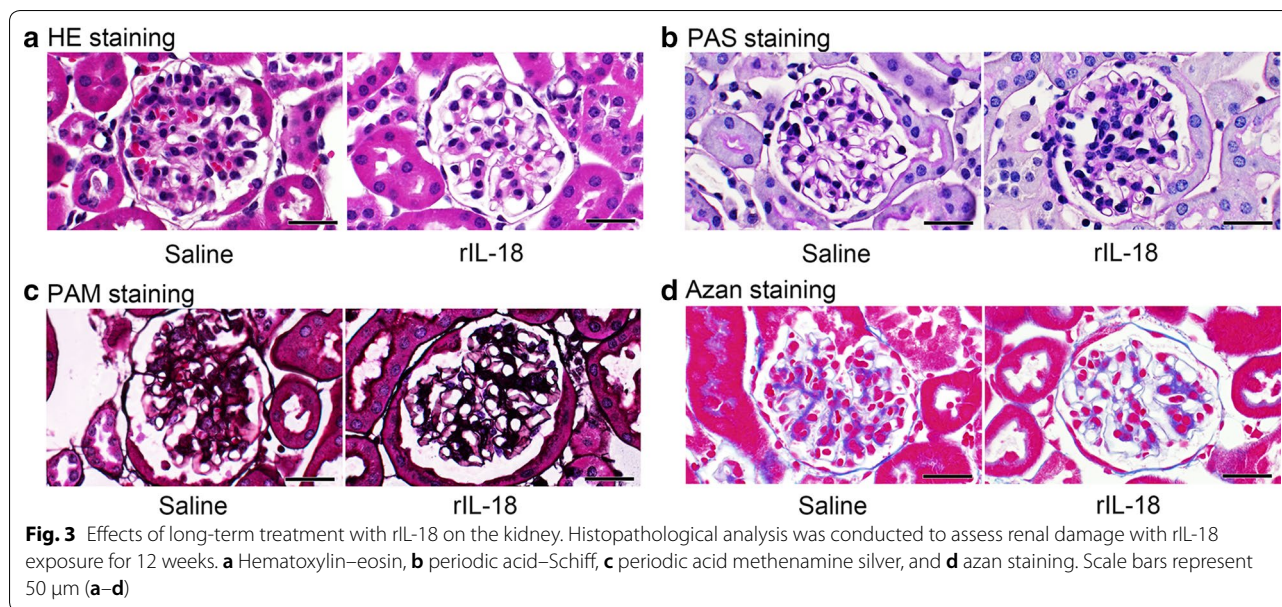 a HE staining
b PAS staining
Saline
rIL-18
Saline
rIL-18
c PAM staining
d Azan staining
Saline
rIL-18
Saline
rIL-18
Fig. 3 Effects of long-term treatment with rIL-18 on the kidney. Histopathological analysis was conducted to assess renal damage with rIL-18
exposure for 12 weeks. a Hematoxylin–eosin, b periodic acid–Schiff, c periodic acid methenamine silver, and d azan staining. Scale bars represent
50 μm (a–d)